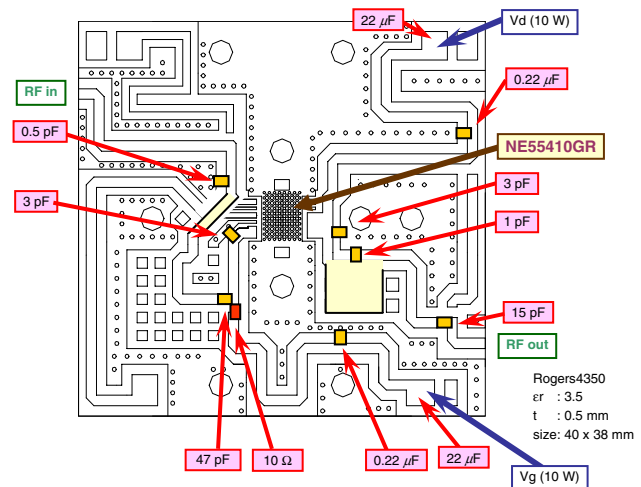 22 μF
Vd (10 W)
RF in
0.22 μF
0.5 pF
NE55410GR
3 pF
3 pF
1 pF
15 pF
RF out
Rogers4350
εr : 3.5
t : 0.5 mm
size: 40 x 38 mm
47 pF
10 Ω
0.22 μF
22 μF
Vg (10 W)